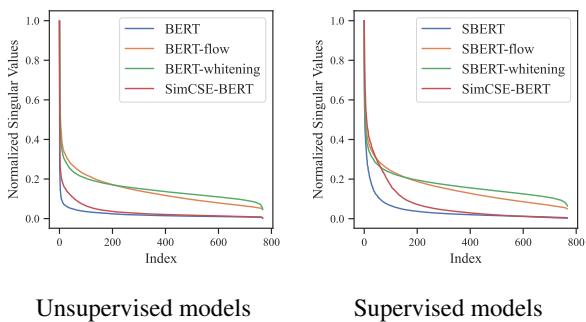 1.0
0.8
0.6
0.4
0.2
0.0
Normalized Singular Values
BERT
BERT-flow
BERT-whitening
SimCSE-BERT
0 200 400 600 800
Index
Unsupervised models
1.0
0.8
0.6
0.4
0.2
0.0
Normalized Singular Values
SBERT
SBERT-flow
SBERT-whitening
SimCSE-BERT
0 200 400 600 800
Index
Supervised models